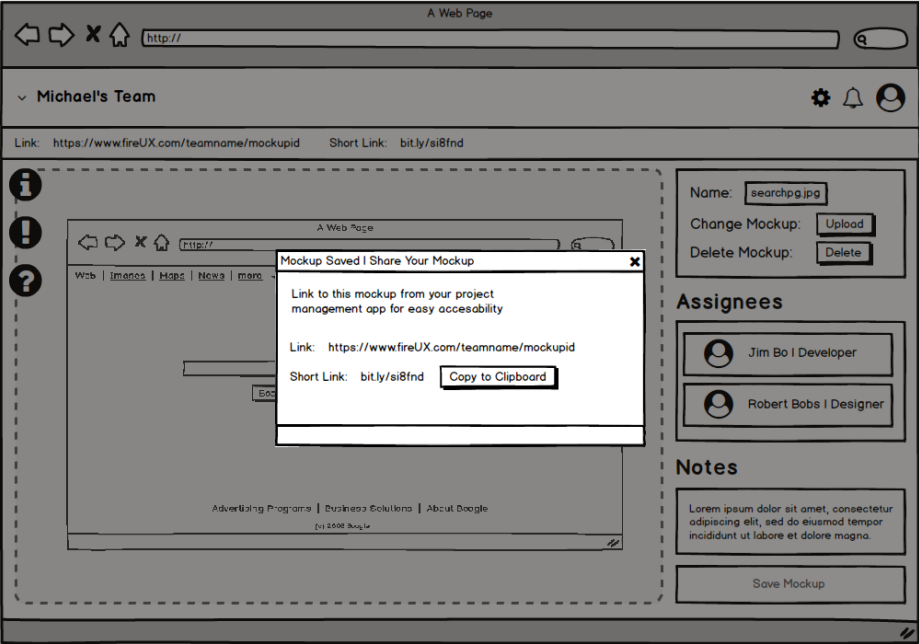 A Web Page
http://
Michael's Team
Link: https://www.fireUX.com/teamname/mockupid Short Link: bit.ly/si8fnd
A Web Page
http://
Web | Images | Maps | News | more
Mockup Saved | Share Your Mockup
Link to this mockup from your project
management app for easy accesability
Link: https://www.fireUX.com/teamname/mockupid
Short Link: bit.ly/si8fnd Copy to Clipboard
Advertising Programs | Business Solutions | About Doogle
Name: searchpg.jpg
Change Mockup: Upload
Delete Mockup: Delete
Assignees
Jim Bo | Developer
Robert Bobs | Designer
Notes
Lorem ipsum dolor sit amet, consectetur
adipiscing elit, sed do eiusmod tempor
incididunt ut labore et dolore magna.
Save Mockup